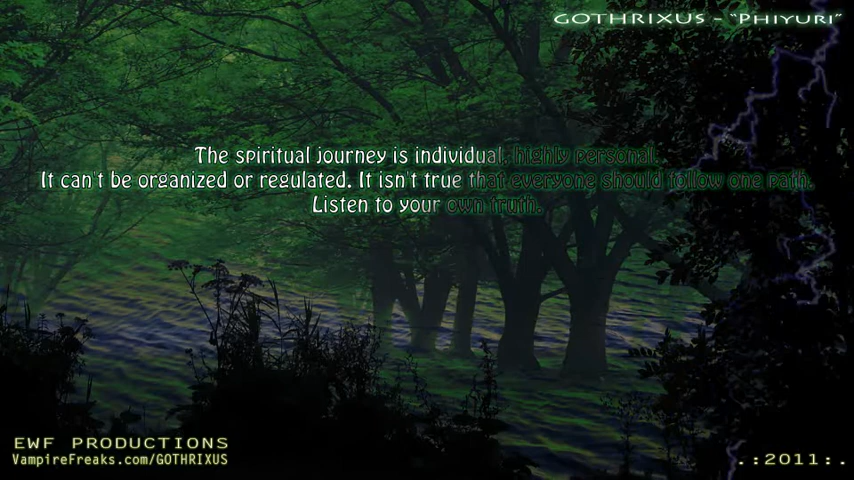 GOTHRIXUS - "PHIYURI"
The spiritual journey is individual, highly personal.
It can't be organized or regulated. It isn't true that everyone should follow one path.
Listen to your own truth.
EWF PRODUCTIONS
VampireFreaks.com/GOTHRIXUS
.:2011:.